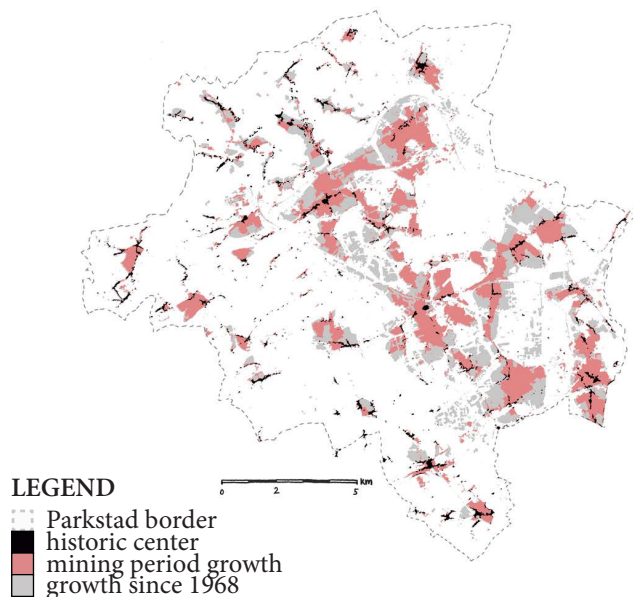 km
0 2 5
LEGEND
Parkstad border
historic center
mining period growth
growth since 1968